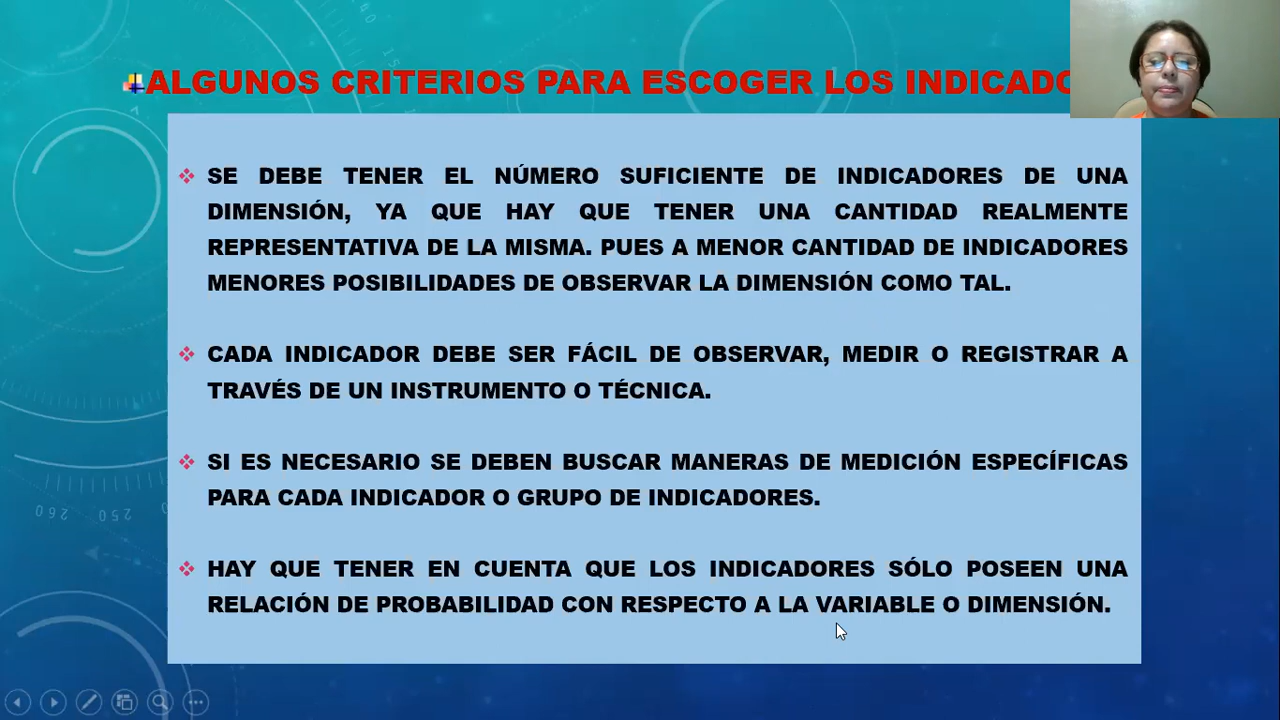 ALGUNOS CRITERIOS PARA ESCOGER LOS
SE DEBE TENER EL NÚMERO SUFICIENTE DE INDICADORES DE UNA
DIMENSIÓN, YA QUE HAY QUE TENER UNA CANTIDAD REALMENTE
REPRESENTATIVA DE LA MISMA. PUES A MENOR CANTIDAD DE INDICADORES
MENORES POSIBILIDADES DE OBSERVAR LA DIMENSIÓN COMO TAL.
CADA INDICADOR DEBE SER FÁCIL DE OBSERVAR, MEDIR O REGISTRAR A
TRAVÉS DE UN INSTRUMENTO O TÉCNICA.
SI ES NECESARIO SE DEBEN BUSCAR MANERAS DE MEDICIÓN ESPECÍFICAS
PARA CADA INDICADOR O GRUPO DE INDICADORES.
HAY QUE TENER EN CUENTA QUE LOS INDICADORES SÓLO POSEEN UNA
RELACIÓN DE PROBABILIDAD CON RESPECTO A LA VARIABLE O DIMENSIÓN.
260 250